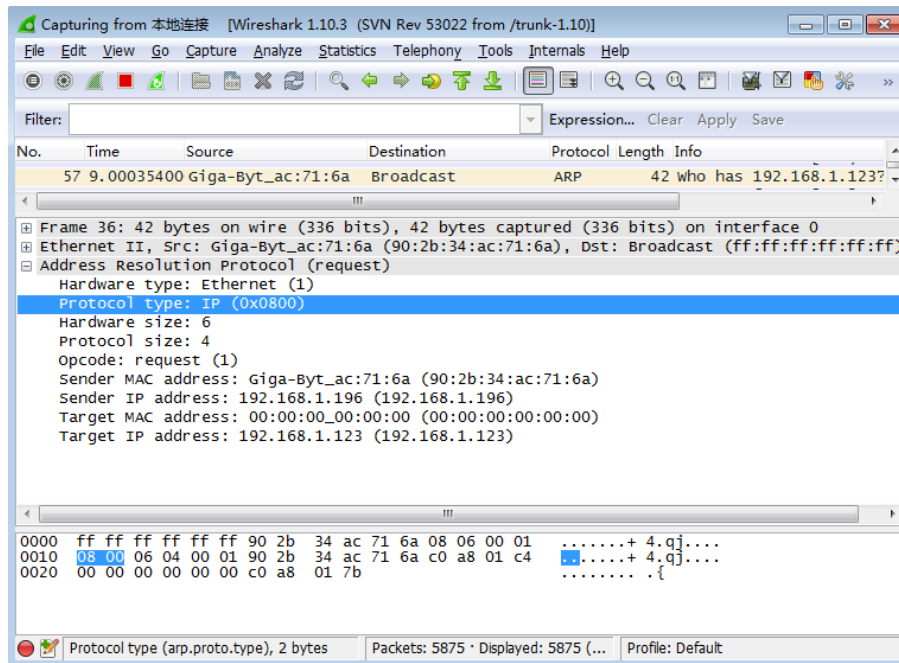 Capturing from 本地连接 [Wireshark 1.10.3 (SVN Rev 53022 from /trunk-1.10)]
File Edit View Go Capture Analyze Statistics Telephony Tools Internals Help
Filter: Expression... Clear Apply Save
No. Time Source Destination Protocol Length Info
57 9.00035400 Giga-Byt_ac:71:6a Broadcast ARP 42 who has 192.168.1.123?
Frame 36: 42 bytes on wire (336 bits), 42 bytes captured (336 bits) on interface 0
Ethernet II, Src: Giga-Byt_ac:71:6a (90:2b:34:ac:71:6a), Dst: Broadcast (ff:ff:ff:ff:ff:ff)
Address Resolution Protocol (request)
Hardware type: Ethernet (1)
Protocol type: IP (0x0800)
Hardware size: 6
Protocol size: 4
Opcode: request (1)
Sender MAC address: Giga-Byt_ac:71:6a (90:2b:34:ac:71:6a)
Sender IP address: 192.168.1.196 (192.168.1.196)
Target MAC address: 00:00:00_00:00:00 (00:00:00:00:00:00)
Target IP address: 192.168.1.123 (192.168.1.123)
0000 ff ff ff ff ff ff 90 2b 34 ac 71 6a 08 06 00 01 .......+ 4.qj....
0010 08 00 06 04 00 01 90 2b 34 ac 71 6a c0 a8 01 c4 .......+ 4.qj....
0020 00 00 00 00 00 00 c0 a8 01 7b ........ .{
Protocol type (arp.proto.type), 2 bytes Packets: 5875 · Displayed: 5875 (... Profile: Default